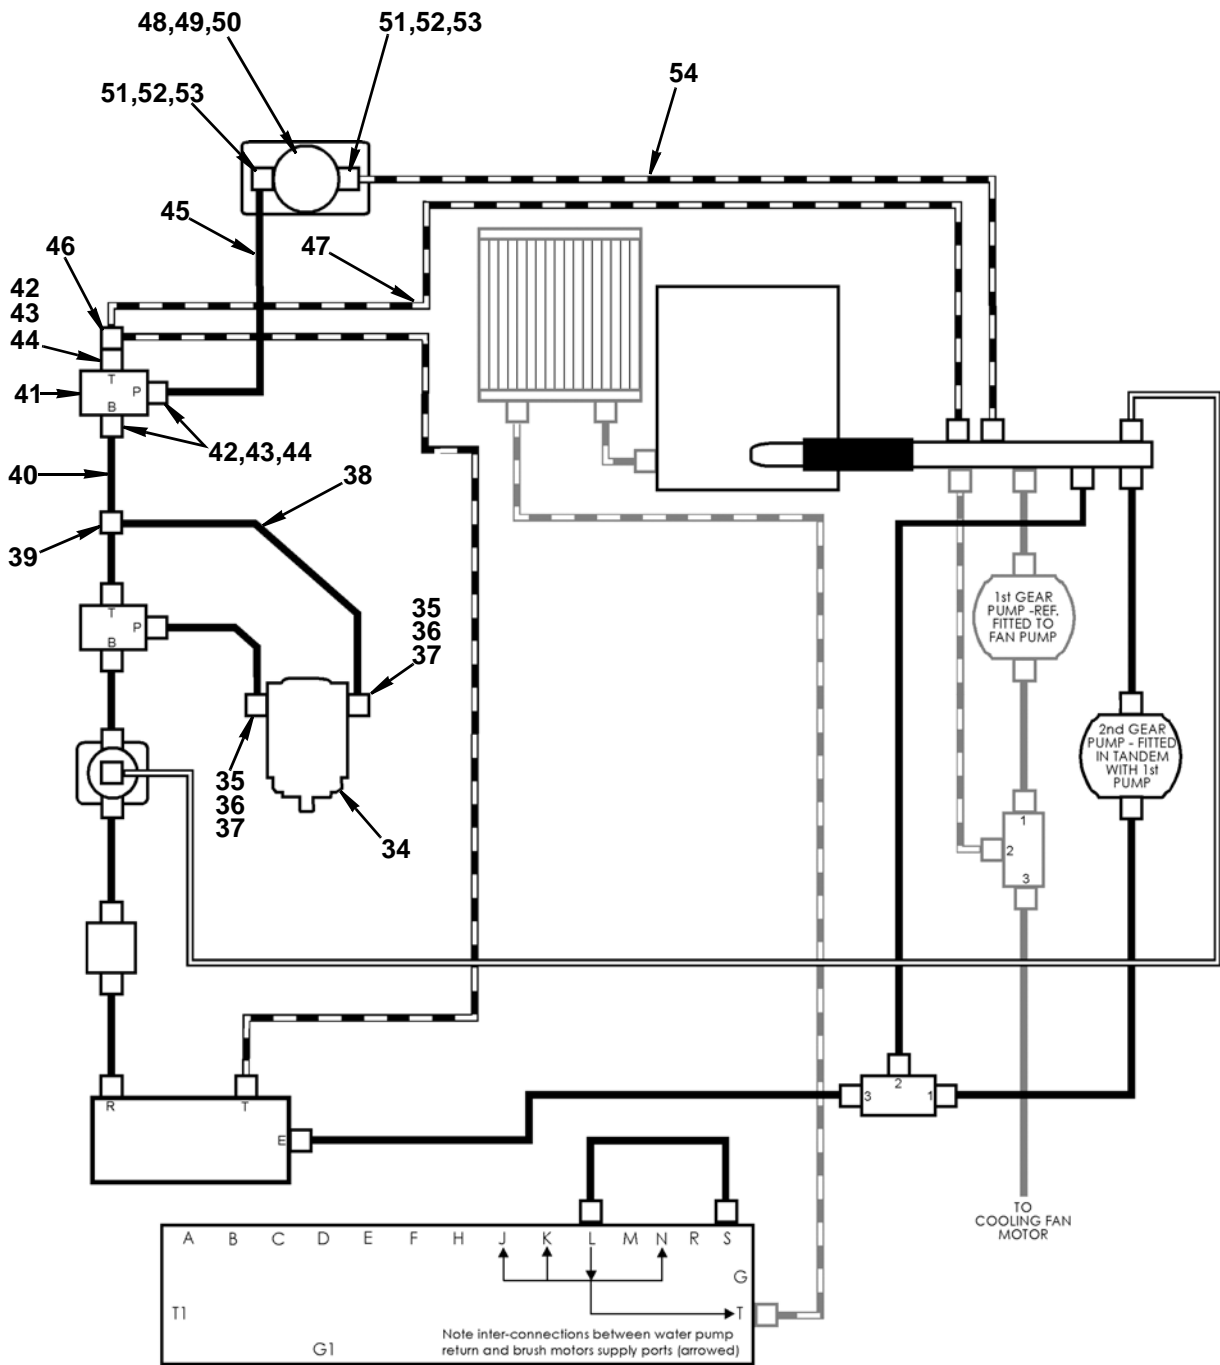 48,49,50
51,52,53
51,52,53
54
45
46
47
42
43
44
41
T
P
B
42,43,44
40
38
39
35
36
37
T
P
B
1st GEAR
PUMP -REF.
FITTED TO
FAN PUMP
2nd GEAR
PUMP - FITTED
IN TANDEM
WITH 1st
PUMP
35
36
37
34
1
2
3
R
T
E
3
2
1
TO
COOLING FAN
MOTOR
A B C D E F H J K L M N R S
G
T1
T
G1
Note inter-connections between water pump
return and brush motors supply ports (arrowed)